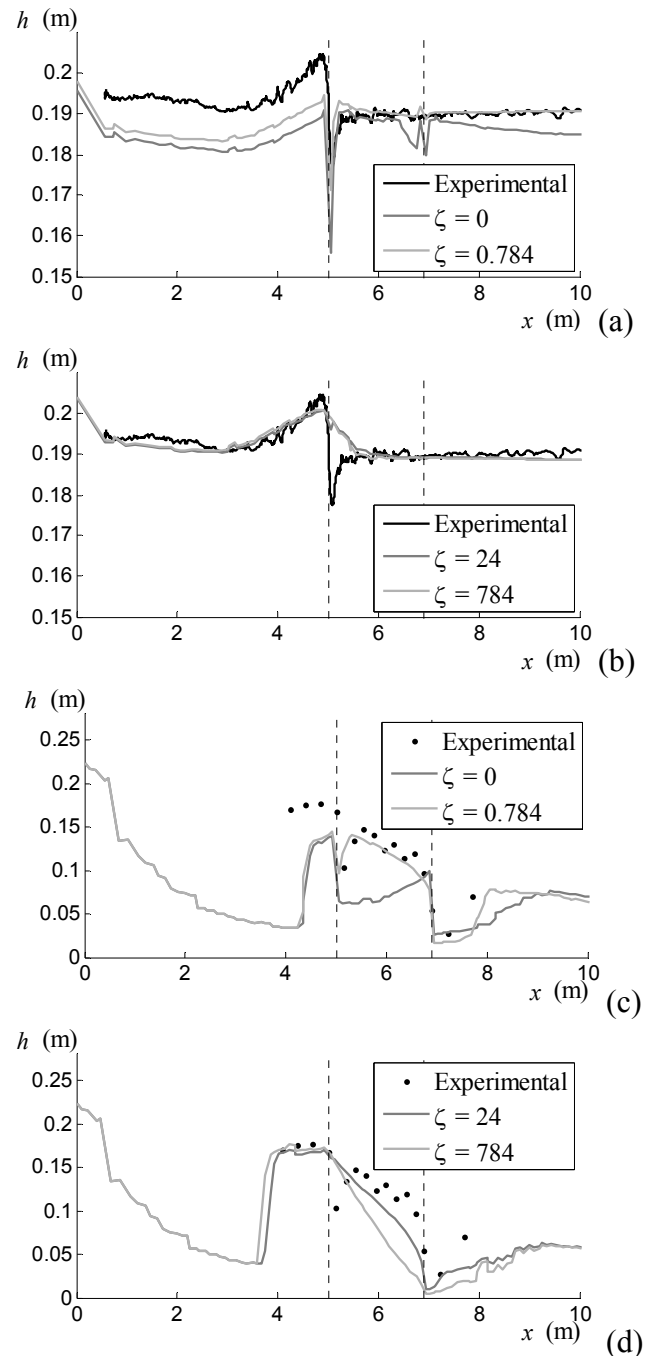 h (m)
0.2
0.19
0.18
0.17
0.16
0.15
Experimental
ζ = 0
ζ = 0.784
0 2 4 6 8 10
x (m) (a)
h (m)
0.2
0.19
0.18
0.17
0.16
0.15
Experimental
ζ = 24
ζ = 784
0 2 4 6 8 10
x (m) (b)
h (m)
0.25
0.2
0.15
0.1
0.05
0
Experimental
ζ = 0
ζ = 0.784
0 2 4 6 8 10
x (m) (c)
h (m)
0.25
0.2
0.15
0.1
0.05
0
Experimental
ζ = 24
ζ = 784
0 2 4 6 8 10
x (m) (d)